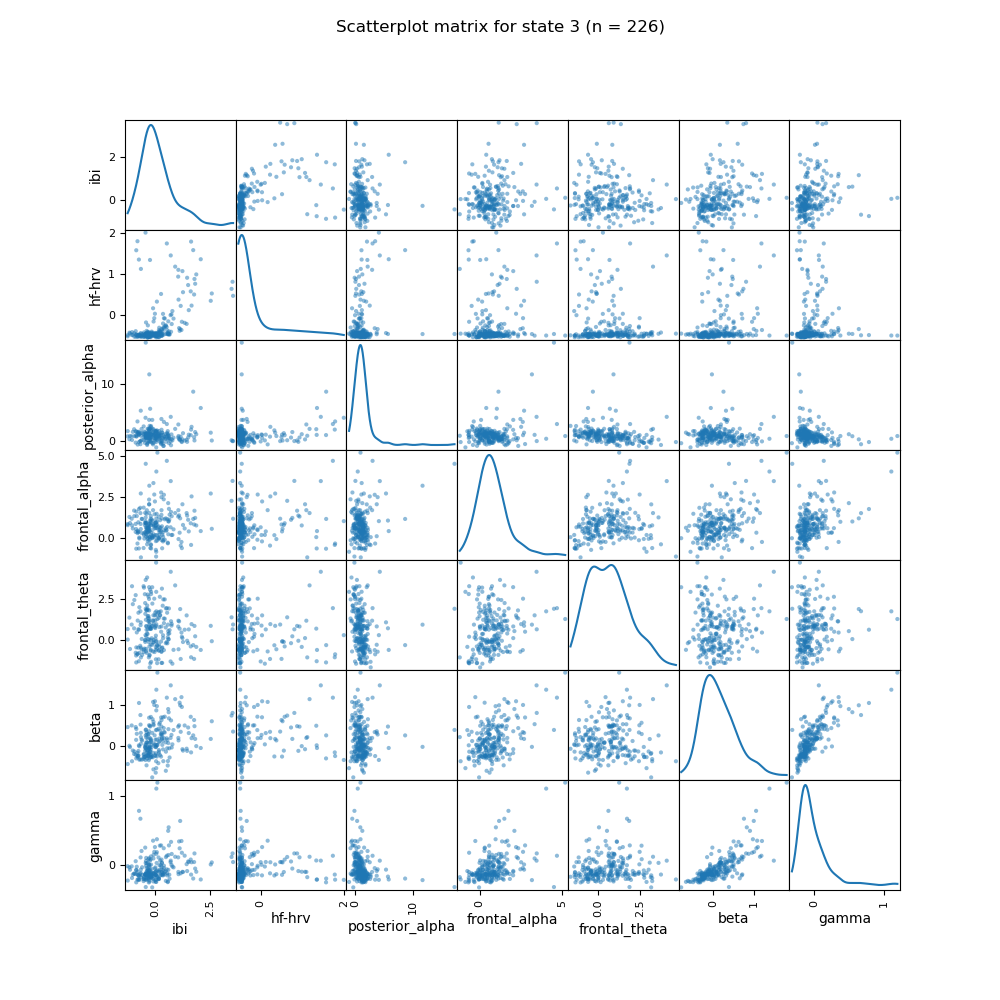 Scatterplot matrix for state 3 (n = 226)
ibi
2
0
hf-hrv
2
1
0
posterior_alpha
10
0
frontal_alpha
5.0
2.5
0.0
frontal_theta
2.5
0.0
beta
1
0
gamma
1
0
0.0 2.5 0 2 0 10 0 5 0.0 2.5 0 1 0 1
ibi hf-hrv posterior_alpha frontal_alpha frontal_theta beta gamma